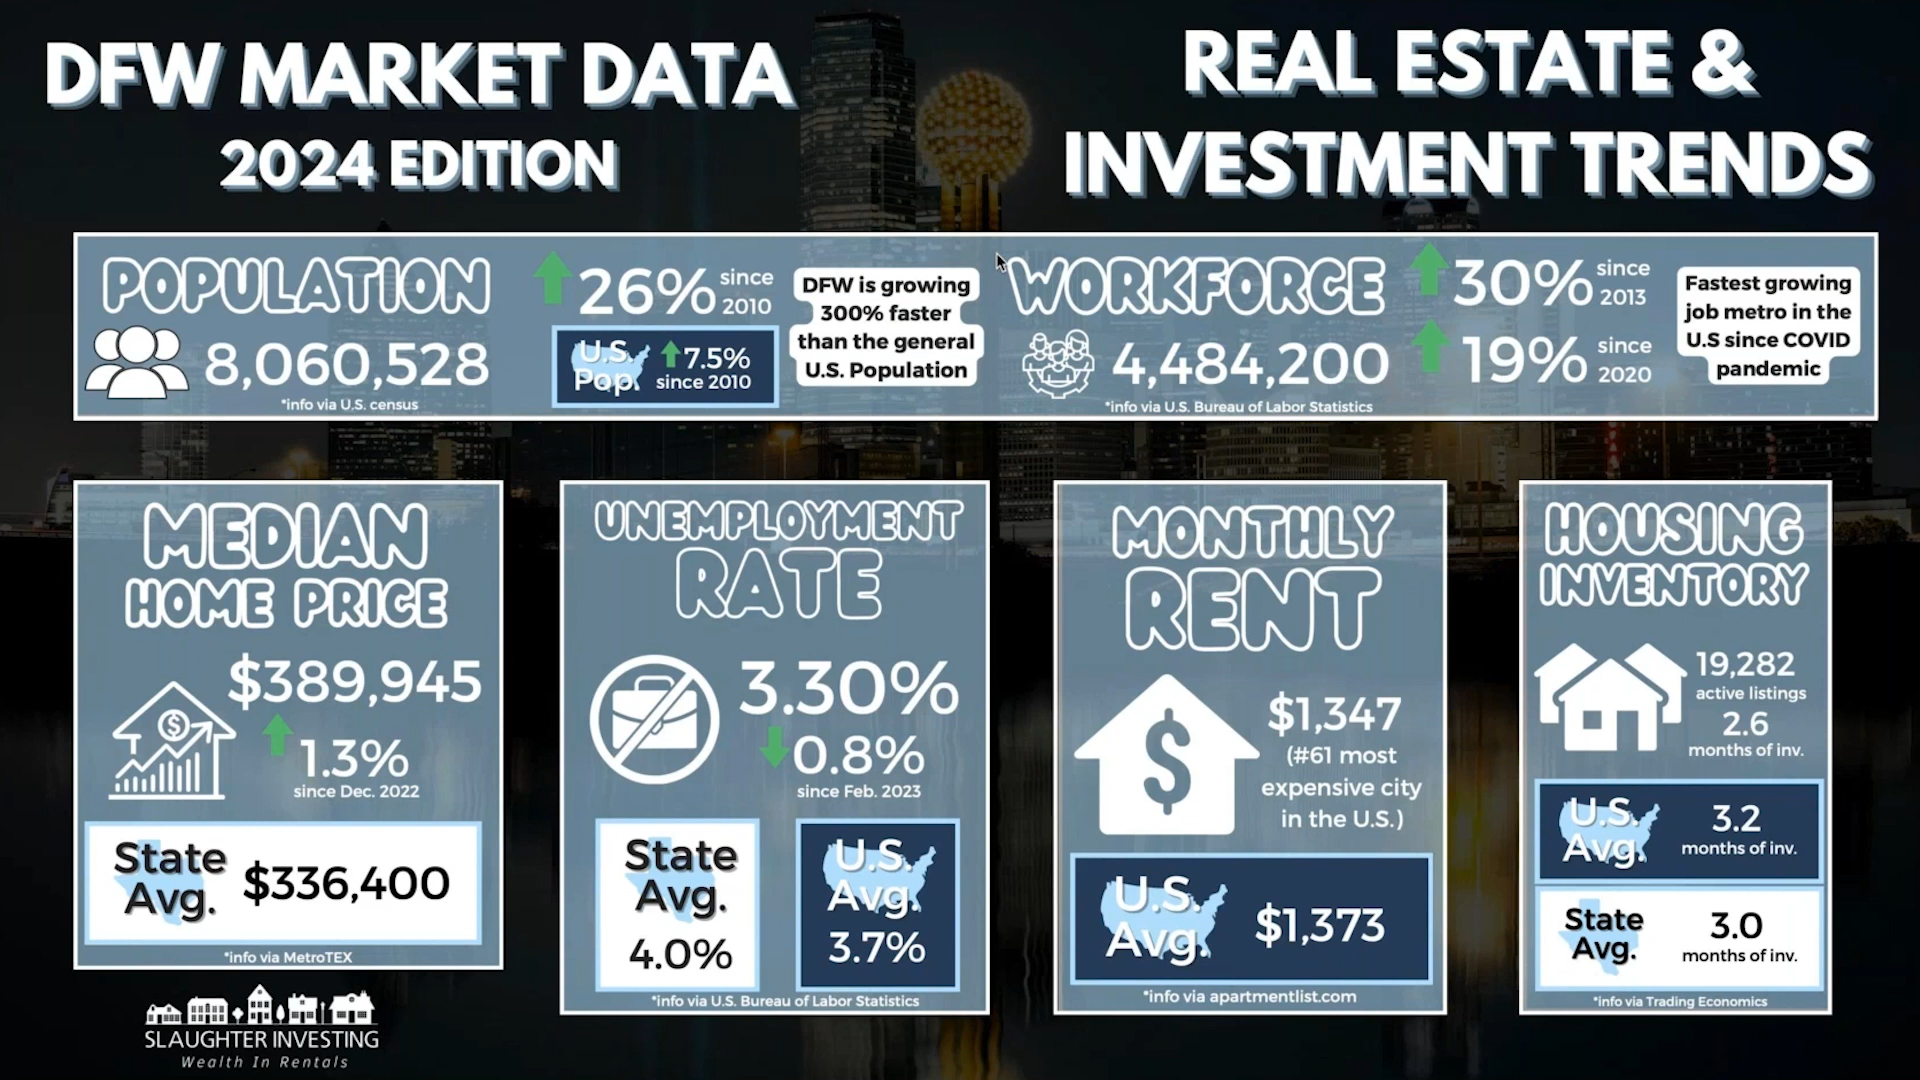 DFW MARKET DATA
2024 EDITION
REAL ESTATE &
INVESTMENT TRENDS
POPULATION
8,060,528
*info via U.S. census
26% since
2010
U.S.
Pop.
7.5%
since 2010
DFW is growing
300% faster
than the general
U.S. Population
WORKFORCE
4,484,200
*info via U.S. Bureau of Labor Statistics
30% since
2013
19% since
2020
Fastest growing
job metro in the
U.S since COVID
pandemic
MEDIAN
HOME PRICE
$389,945
1.3%
since Dec. 2022
State
Avg.
$336,400
*info via MetroTEX
UNEMPLOYMENT
RATE
3.30%
0.8%
since Feb. 2023
State
Avg.
4.0%
U.S.
Avg.
3.7%
*info via U.S. Bureau of Labor Statistics
MONTHLY
RENT
$1,347
(#61 most
expensive city
in the U.S.)
U.S.
Avg.
$1,373
*info via apartmentlist.com
HOUSING
INVENTORY
19,282
active listings
2.6
months of inv.
U.S.
Avg.
3.2
months of inv.
State
Avg.
3.0
months of inv.
*info via Trading Economics
SLAUGHTER INVESTING
Wealth In Rentals